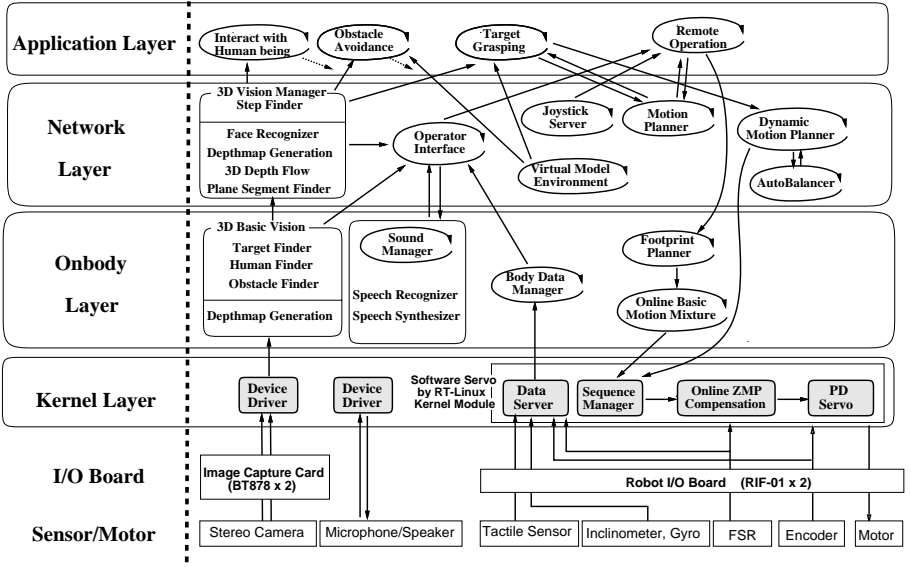 Application Layer
Interact with
Human being
Obstacle
Avoidance
Target
Grasping
Remote
Operation
Network
Layer
3D Vision Manager
Step Finder
Face Recognizer
Depthmap Generation
3D Depth Flow
Plane Segment Finder
Operator
Interface
Joystick
Server
Motion
Planner
Dynamic
Motion Planner
Virtual Model
Environment
AutoBalancer
Onbody
Layer
3D Basic Vision
Target Finder
Human Finder
Obstacle Finder
Depthmap Generation
Sound
Manager
Speech Recognizer
Speech Synthesizer
Body Data
Manager
Footprint
Planner
Online Basic
Motion Mixture
Kernel Layer
Device
Driver
Device
Driver
Software Servo
by RT-Linux
Kernel Module
Data
Server
Sequence
Manager
Online ZMP
Compensation
PD
Servo
I/O Board
Image Capture Card
(BT878 x 2)
Robot I/O Board (RIF-01 x 2)
Sensor/Motor
Stereo Camera
Microphone/Speaker
Tactile Sensor
Inclinometer, Gyro
FSR
Encoder
Motor